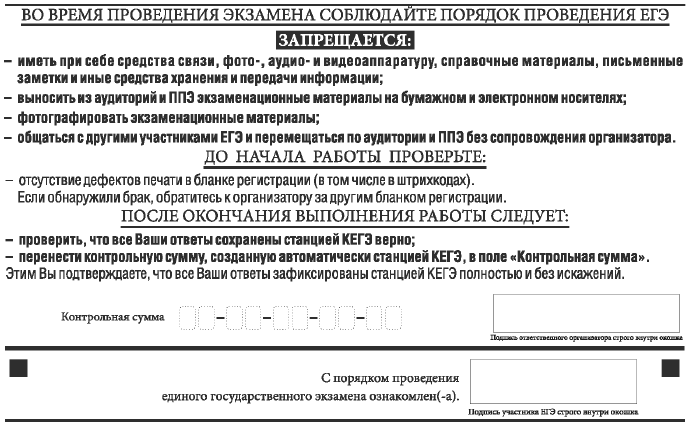 ВО ВРЕМЯ ПРОВЕДЕНИЯ ЭКЗАМЕНА СОБЛЮДАЙТЕ ПОРЯДОК ПРОВЕДЕНИЯ ЕГЭ
ЗАПРЕЩАЕТСЯ:
– иметь при себе средства связи, фото-, аудио- и видеоаппаратуру, справочные материалы, письменные
заметки и иные средства хранения и передачи информации;
– выносить из аудиторий и ППЭ экзаменационные материалы на бумажном и электронном носителях;
– фотографировать экзаменационные материалы;
– общаться с другими участниками ЕГЭ и перемещаться по аудитории и ППЭ без сопровождения организатора.
ДО НАЧАЛА РАБОТЫ ПРОВЕРЬТЕ:
– отсутствие дефектов печати в бланке регистрации (в том числе в штрихкодах).
Если обнаружили брак, обратитесь к организатору за другим бланком регистрации.
ПОСЛЕ ОКОНЧАНИЯ ВЫПОЛНЕНИЯ РАБОТЫ СЛЕДУЕТ:
– проверить, что все Ваши ответы сохранены станцией КЕГЭ верно;
– перенести контрольную сумму, созданную автоматически станцией КЕГЭ, в поле «Контрольная сумма».
Этим Вы подтверждаете, что все Ваши ответы зафиксированы станцией КЕГЭ полностью и без искажений.
Контрольная сумма
Подпись ответственного организатора строго внутри окошка
С порядком проведения
единого государственного экзамена ознакомлен(-а).
Подпись участника ЕГЭ строго внутри окошка